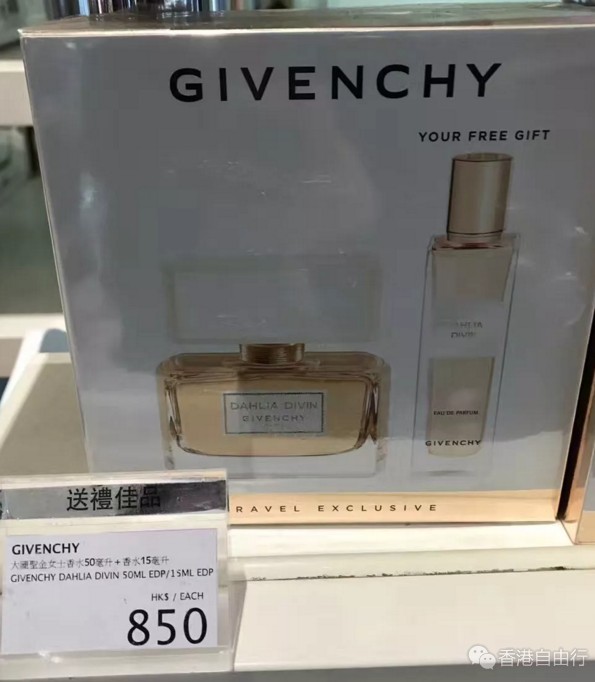 GIVENCHY
YOUR FREE GIFT
DAHLIA DIVIN
GIVENCHY
DAHLIA
DIVIN
EAU DE PARFUM
GIVENCHY
RAVEL EXCLUSIVE
送禮佳品
GIVENCHY
大麗聖金女士香水50毫升+香水15毫升
GIVENCHY DAHLIA DIVIN 50ML EDP/15ML EDP
HK$ / EACH
850
香港自由行